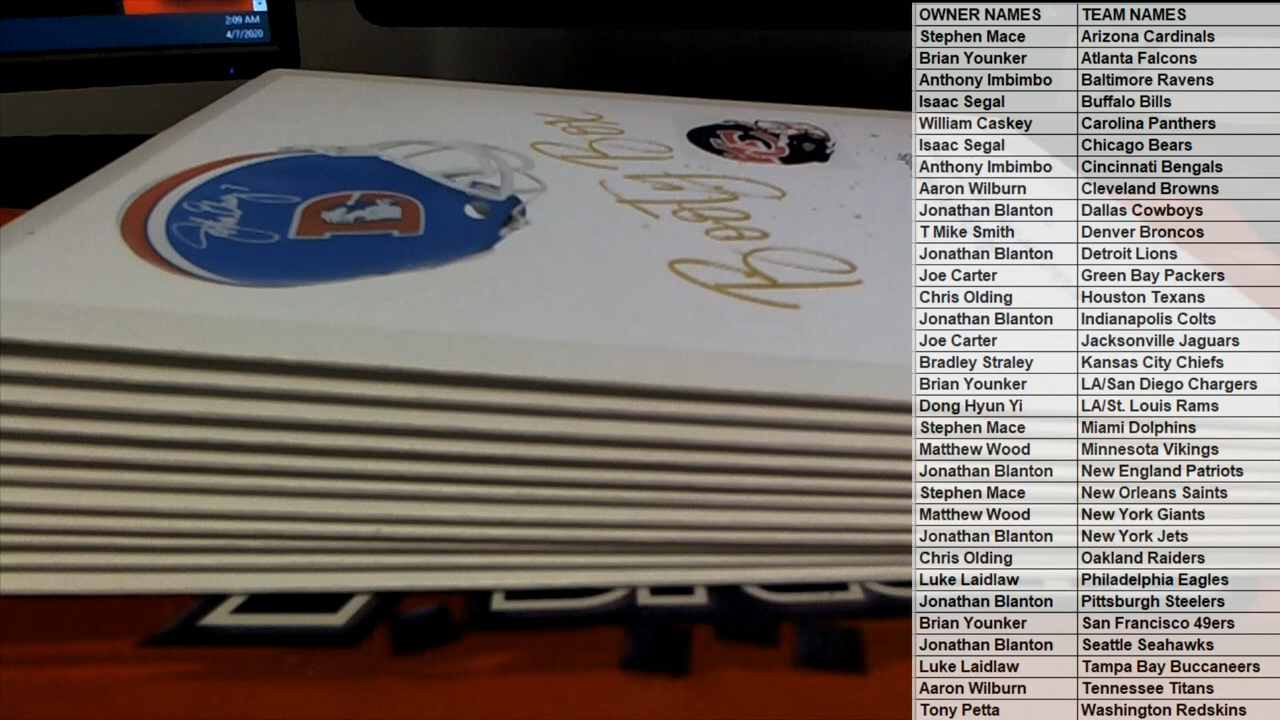 2:09 AM
4/7/2020
D
Gold Rush
Autographed
OWNER NAMES TEAM NAMES
Stephen Mace Arizona Cardinals
Brian Younker Atlanta Falcons
Anthony Imbimbo Baltimore Ravens
Isaac Segal Buffalo Bills
William Caskey Carolina Panthers
Isaac Segal Chicago Bears
Anthony Imbimbo Cincinnati Bengals
Aaron Wilburn Cleveland Browns
Jonathan Blanton Dallas Cowboys
T Mike Smith Denver Broncos
Jonathan Blanton Detroit Lions
Joe Carter Green Bay Packers
Chris Olding Houston Texans
Jonathan Blanton Indianapolis Colts
Joe Carter Jacksonville Jaguars
Bradley Straley Kansas City Chiefs
Brian Younker LA/San Diego Chargers
Dong Hyun Yi LA/St. Louis Rams
Stephen Mace Miami Dolphins
Matthew Wood Minnesota Vikings
Jonathan Blanton New England Patriots
Stephen Mace New Orleans Saints
Matthew Wood New York Giants
Jonathan Blanton New York Jets
Chris Olding Oakland Raiders
Luke Laidlaw Philadelphia Eagles
Jonathan Blanton Pittsburgh Steelers
Brian Younker San Francisco 49ers
Jonathan Blanton Seattle Seahawks
Luke Laidlaw Tampa Bay Buccaneers
Aaron Wilburn Tennessee Titans
Tony Petta Washington Redskins